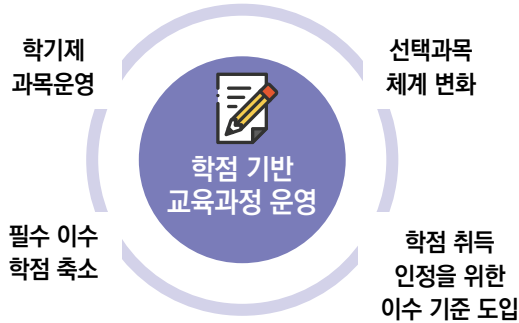 학기제
과목운영
선택과목
체계 변화
학점 기반
교육과정 운영
필수 이수
학점 축소
학점 취득
인정을 위한
이수 기준 도입